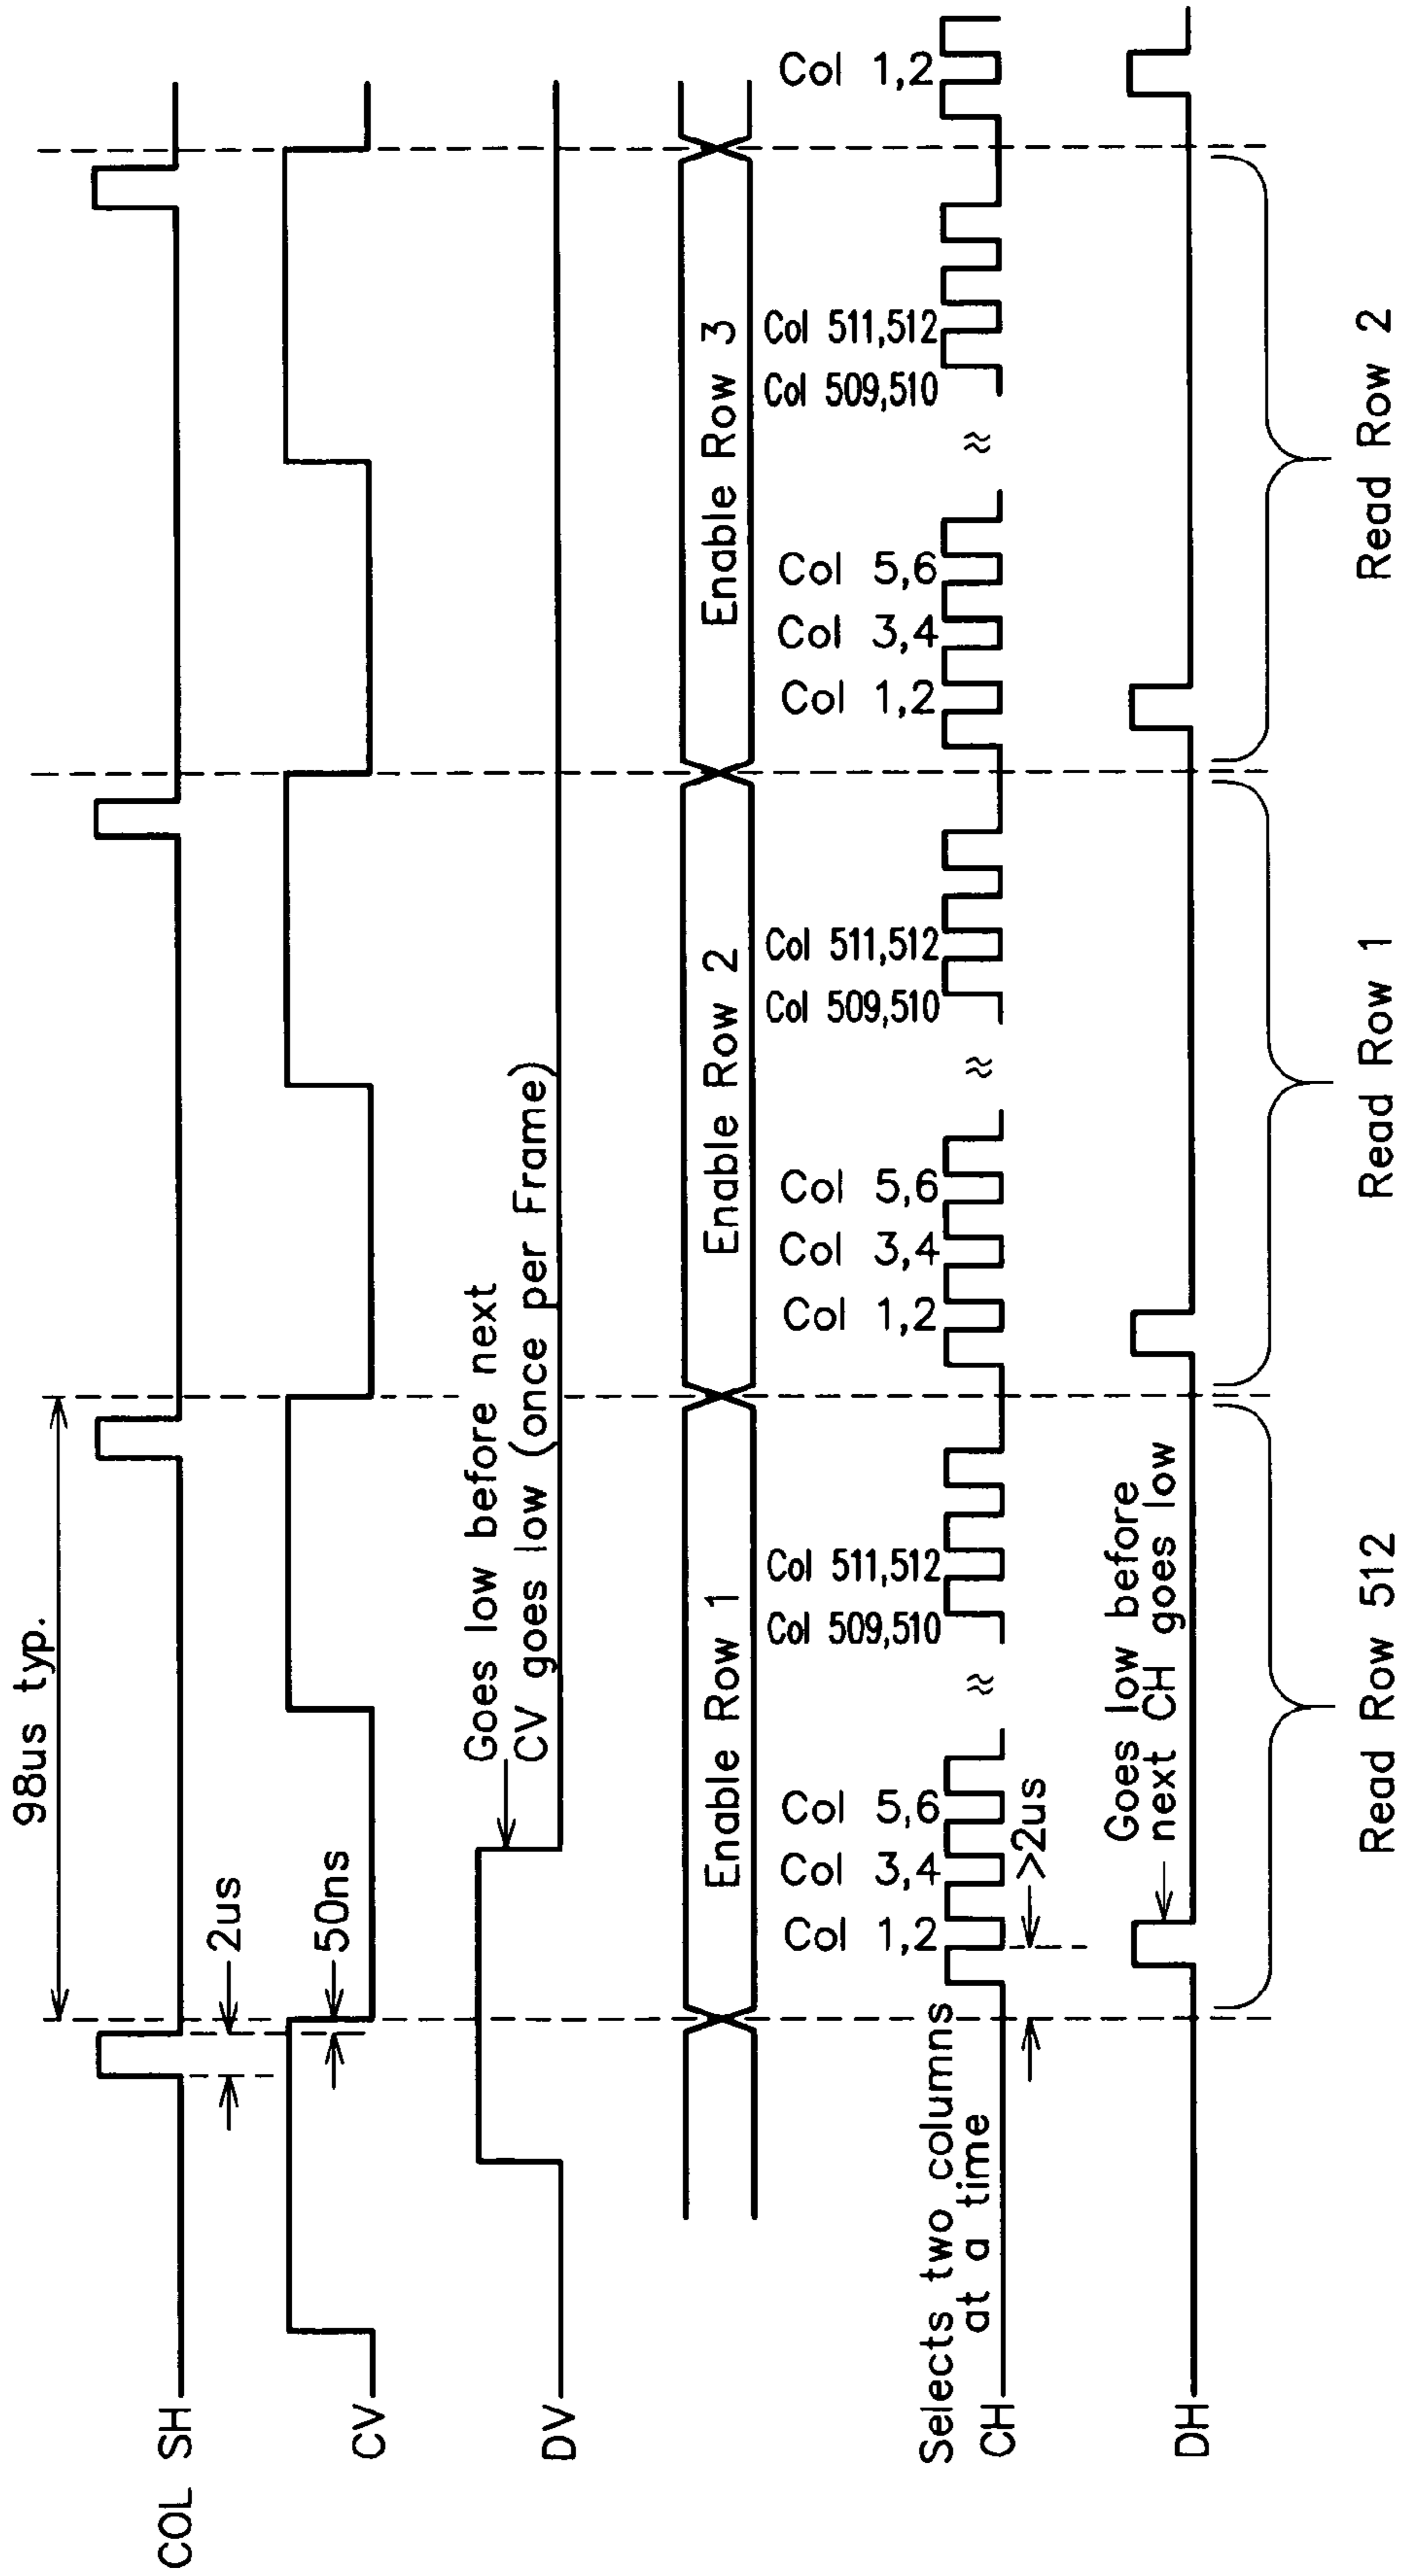 98us typ.
COL SH
2us
CV
50ns
DV
Goes low before next
CV goes low (once per Frame)
Enable Row 1
Enable Row 2
Enable Row 3
Selects two columns
at a time
CH
Col 1,2
Col 3,4
Col 5,6
≈
Col 509,510
Col 511,512
Col 1,2
Col 3,4
Col 5,6
≈
Col 509,510
Col 511,512
Col 1,2
Col 3,4
Col 5,6
≈
Col 509,510
Col 511,512
Col 1,2
>2us
DH
Goes low before
next CH goes low
Read Row 512
Read Row 1
Read Row 2